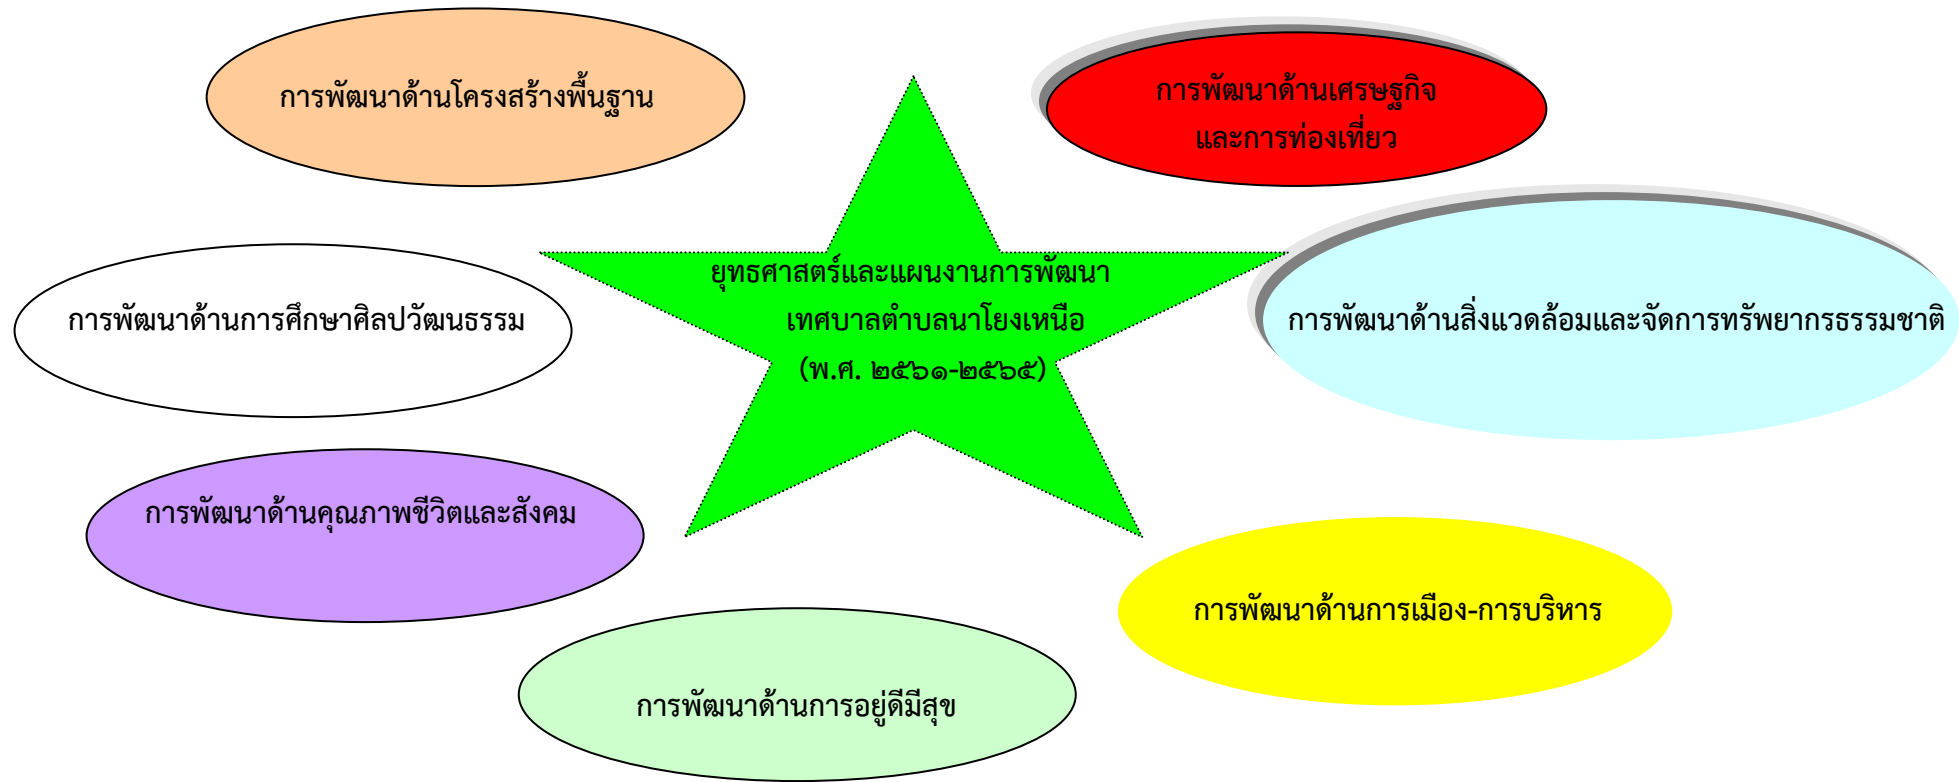 การพัฒนาด้านโครงสร้างพื้นฐาน
การพัฒนาด้านเศรษฐกิจ
และการท่องเที่ยว
ยุทธศาสตร์และแผนงานการพัฒนา
เทศบาลตำบลนาโยงเหนือ
(พ.ศ. ๒๕๖๑-๒๕๖๕)
การพัฒนาด้านการศึกษาศิลปวัฒนธรรม
การพัฒนาด้านสิ่งแวดล้อมและจัดการทรัพยากรธรรมชาติ
การพัฒนาด้านคุณภาพชีวิตและสังคม
การพัฒนาด้านการเมือง-การบริหาร
การพัฒนาด้านการอยู่ดีมีสุข